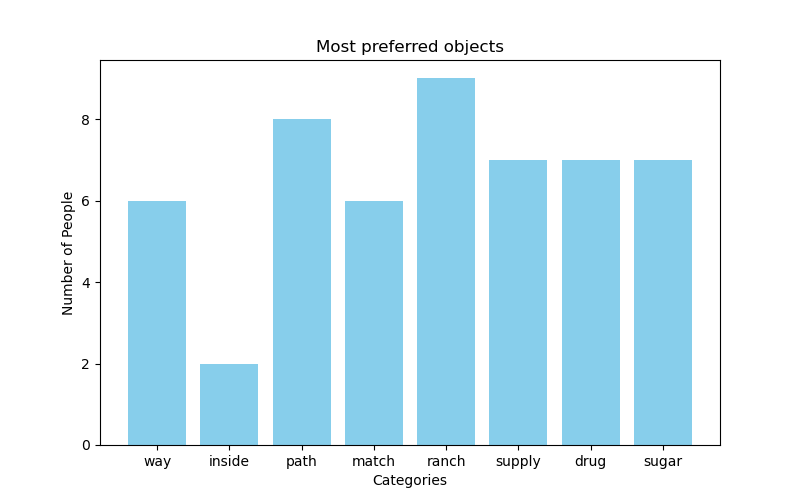 Most preferred objects
Number of People
8
6
4
2
0
way inside path match ranch supply drug sugar
Categories